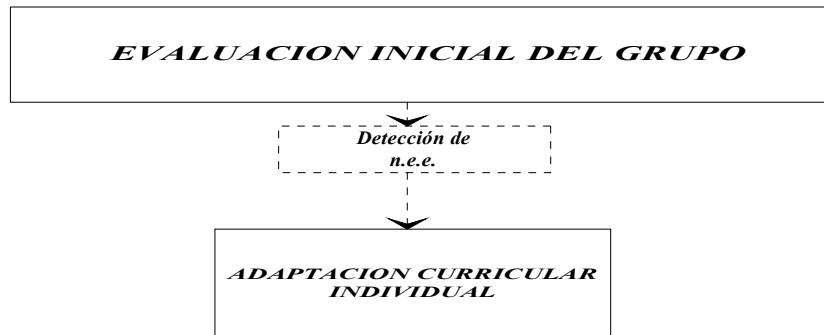 EVALUACION INICIAL DEL GRUPO
Detección de
n.e.e.
ADAPTACION CURRICULAR
INDIVIDUAL